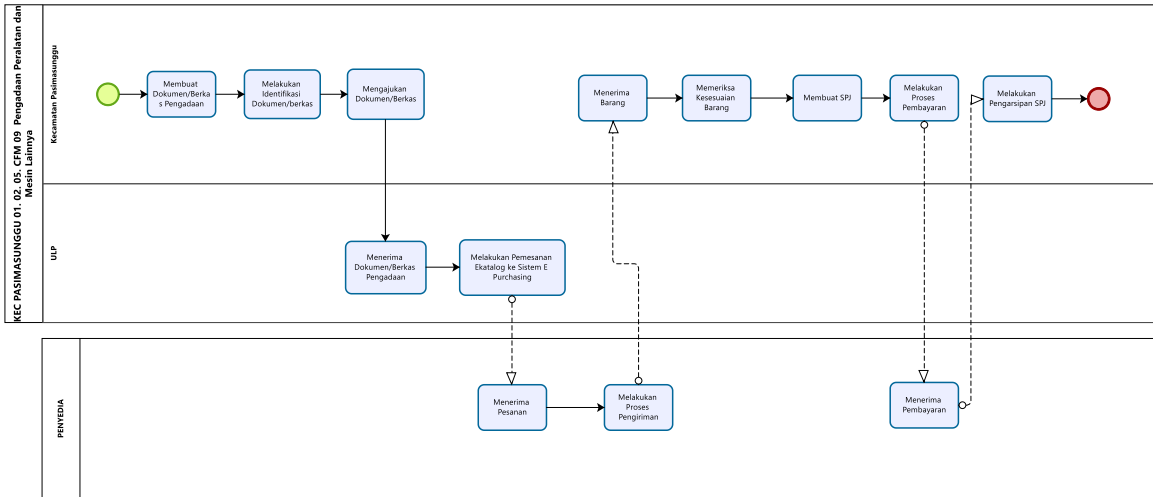 KEC PASIMASUNGGU 01. 02. 05. CFM 09  Pengadaan Peralatan dan
Mesin Lainnya
Kecamatan Pasimasunggu
Membuat
Dokumen/Berka
s Pengadaan
Melakukan
Identifikasi
Dokumen/berkas
Mengajukan
Dokumen/Berkas
Menerima
Barang
Memeriksa
Kesesuaian
Barang
Membuat SPJ
Melakukan
Proses
Pembayaran
Melakukan
Pengarsipan SPJ
ULP
Menerima
Dokumen/Berkas
Pengadaan
Melakukan Pemesanan
Ekatalog ke Sistem E
Purchasing
PENYEDIA
Menerima
Pesanan
Melakukan
Proses
Pengiriman
Menerima
Pembayaran